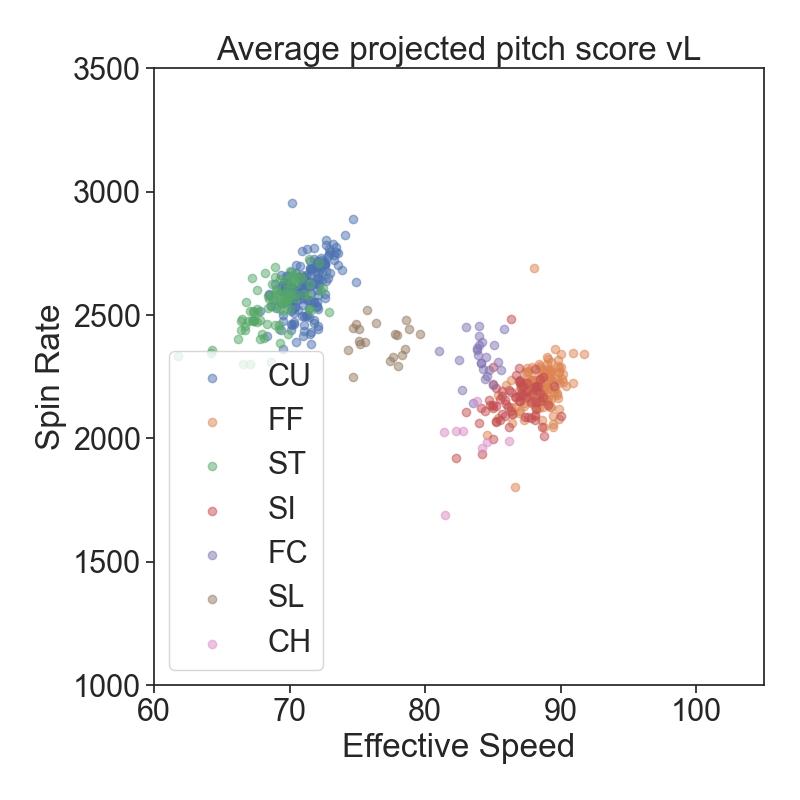 Average projected pitch score vL
3500
3000
2500
2000
1500
1000
Spin Rate
CU
FF
ST
SI
FC
SL
CH
60 70 80 90 100
Effective Speed